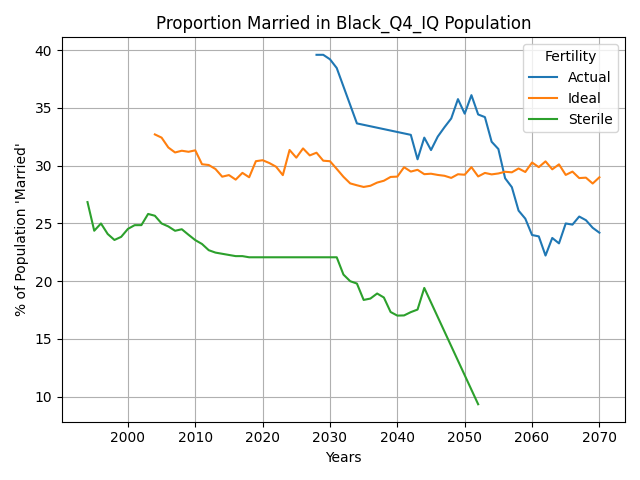 Proportion Married in Black_Q4_IQ Population
% of Population 'Married'
40
35
30
25
20
15
10
Fertility
Actual
Ideal
Sterile
2000 2010 2020 2030 2040 2050 2060 2070
Years